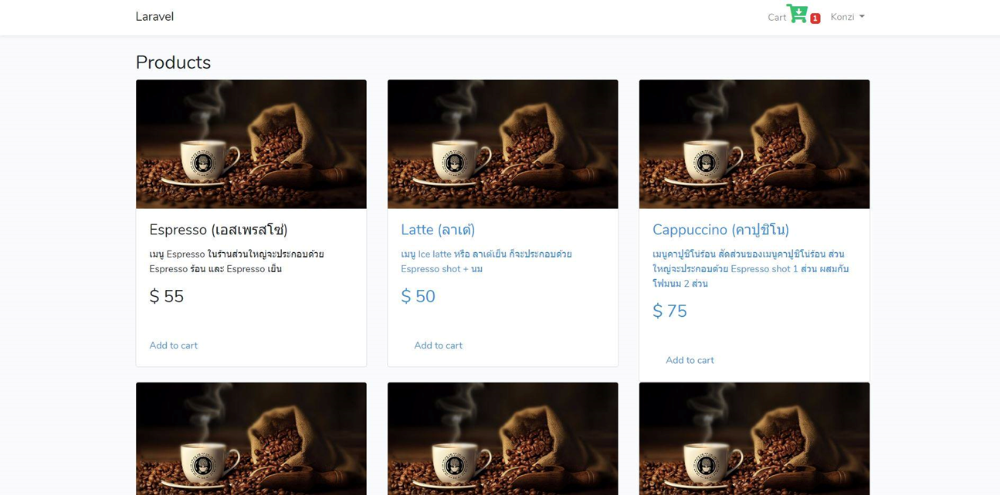 Laravel
Cart 1 Konzi
Products
Espresso (เอสเพรสโซ่)
เมนู Espresso ในร้านส่วนใหญ่จะประกอบด้วย
Espresso ร้อน และ Espresso เย็น
$ 55
Add to cart
Latte (ลาเต้)
เมนู Ice latte หรือ ลาเต้เย็น ก็จะประกอบด้วย
Espresso shot + นม
$ 50
Add to cart
Cappuccino (คาปูชิโน)
เมนูคาปูชิโน่ร้อน สัดส่วนของเมนูคาปูชิโน่ร้อน ส่วน
ใหญ่จะประกอบด้วย Espresso shot 1 ส่วน ผสมกับ
โฟมนม 2 ส่วน
$ 75
Add to cart